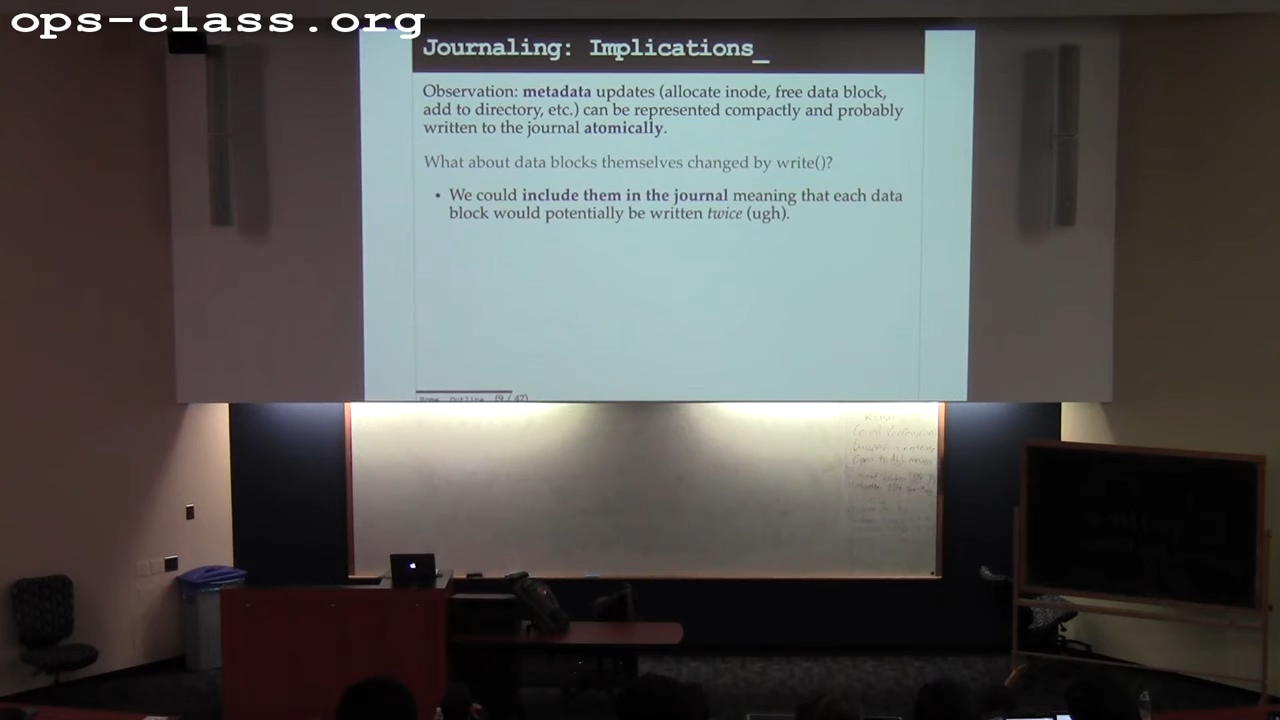 ops-class.org
Journaling: Implications_
Observation: metadata updates (allocate inode, free data block,
add to directory, etc.) can be represented compactly and probably
written to the journal atomically.
What about data blocks themselves changed by write()?
• We could include them in the journal meaning that each data
block would potentially be written twice (ugh).